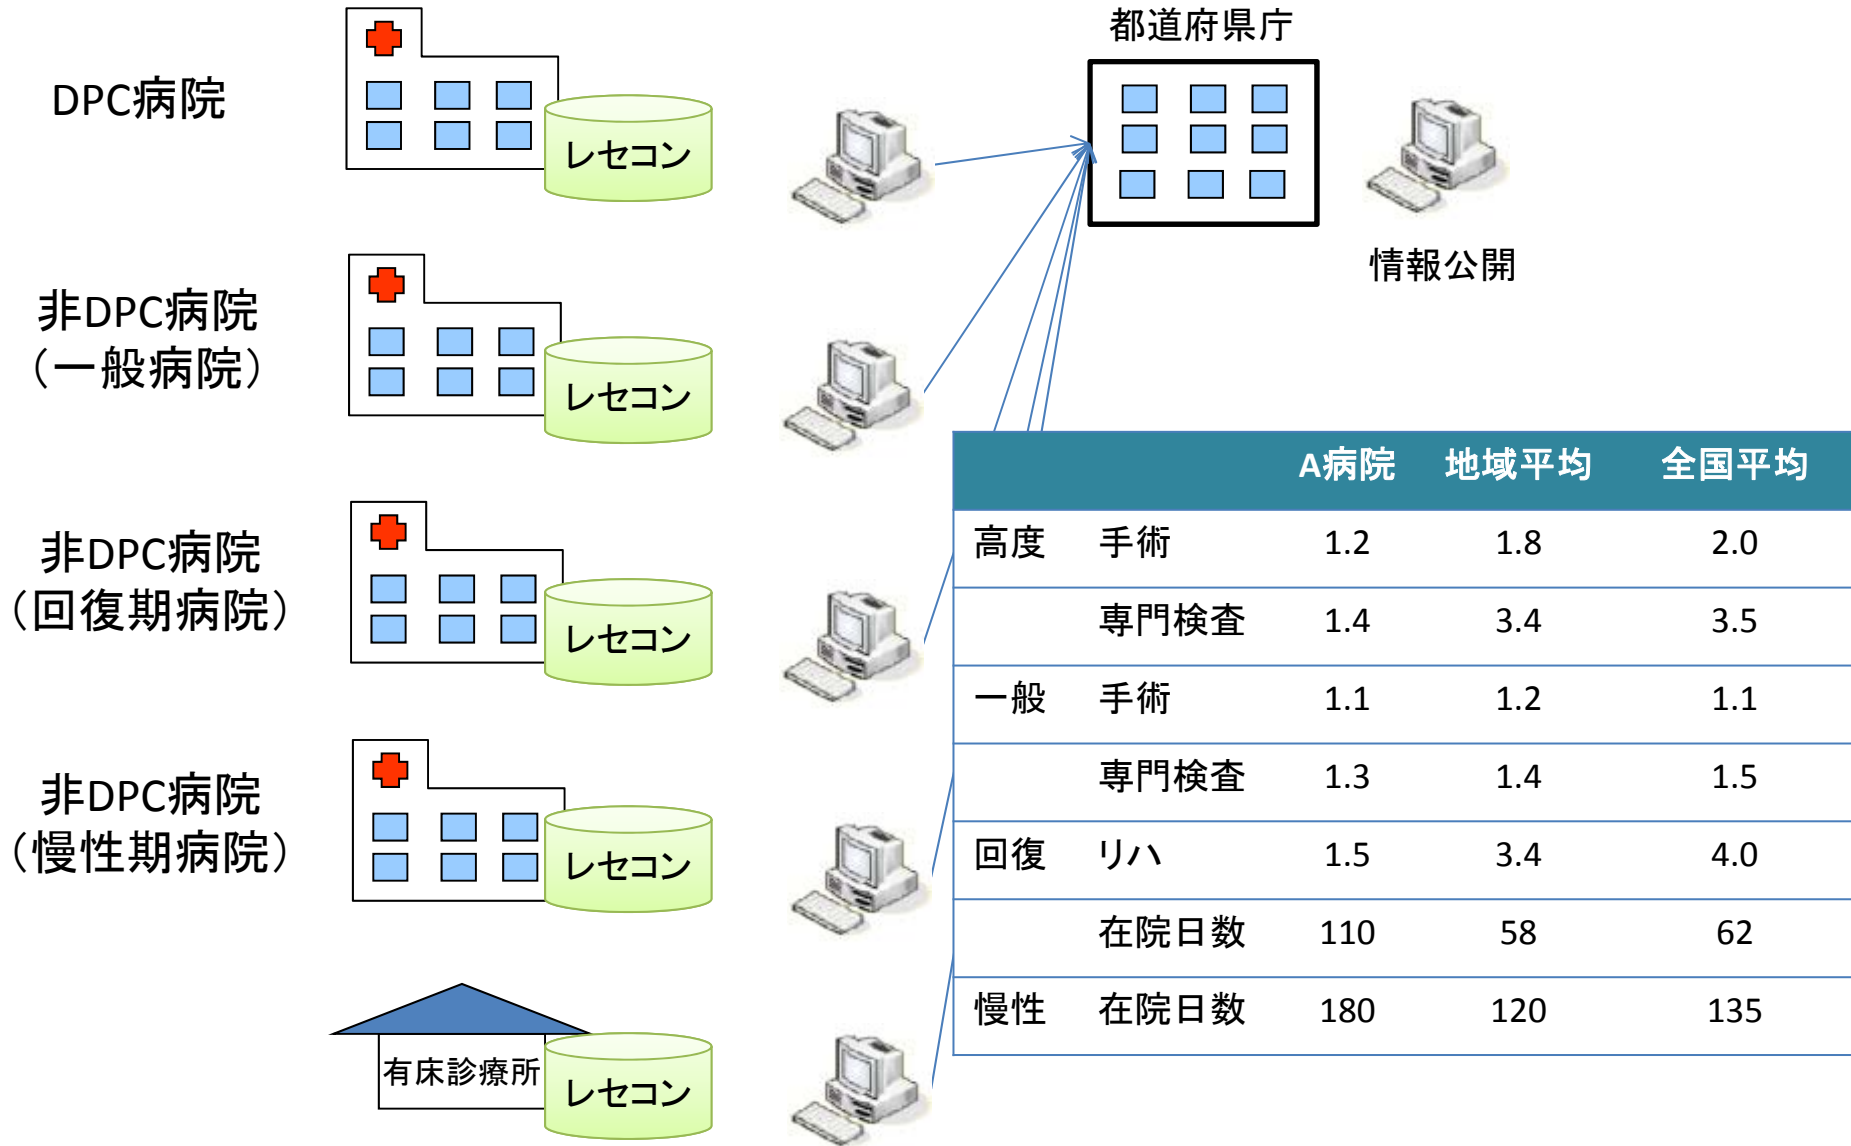 都道府県庁
DPC病院
レセコン
情報公開
非DPC病院
（一般病院）
レセコン
非DPC病院
（回復期病院）
レセコン
非DPC病院
（慢性期病院）
レセコン
有床診療所
レセコン
A病院 地域平均 全国平均
高度 手術 1.2 1.8 2.0
専門検査 1.4 3.4 3.5
一般 手術 1.1 1.2 1.1
専門検査 1.3 1.4 1.5
回復 リハ 1.5 3.4 4.0
在院日数 110 58 62
慢性 在院日数 180 120 135